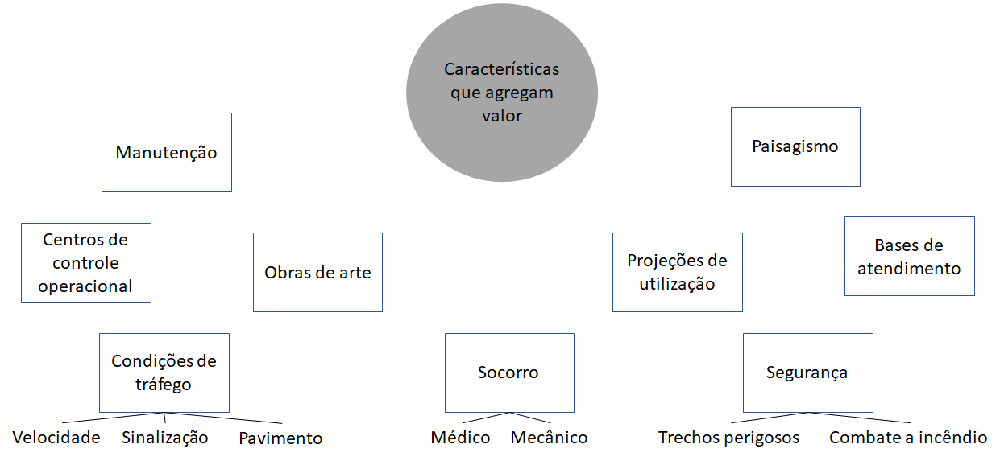 Características
que agregam
valor
Manutenção
Paisagismo
Centros de
controle
operacional
Obras de arte
Projeções de
utilização
Bases de
atendimento
Condições de
tráfego
Socorro
Segurança
Velocidade
Sinalização
Pavimento
Médico
Mecânico
Trechos perigosos
Combate a incêndio